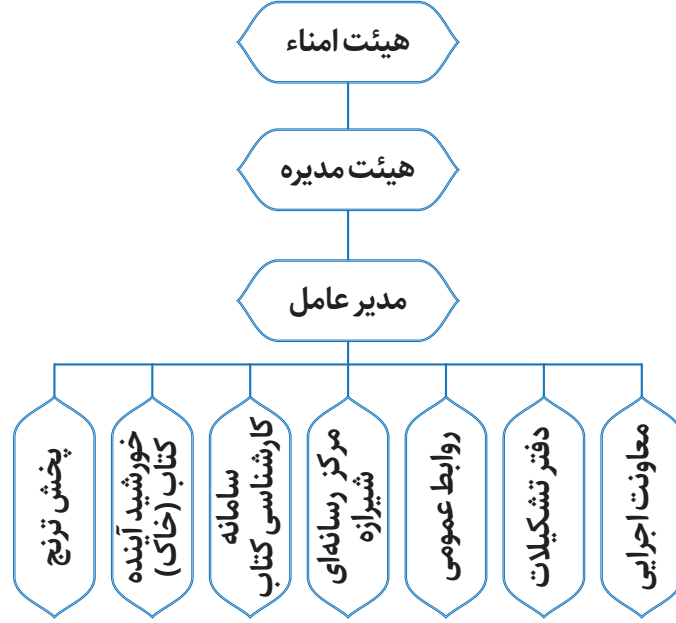 هیئت امناء
هیئت مدیره
مدیر عامل
معاونت اجرایی
دفتر تشکیلات
روابط عمومی
مرکز رسانه‌ای
شیرازه
سامانه
کارشناسی کتاب
خورشید آینده
کتاب (خاک)
پخش ترنج